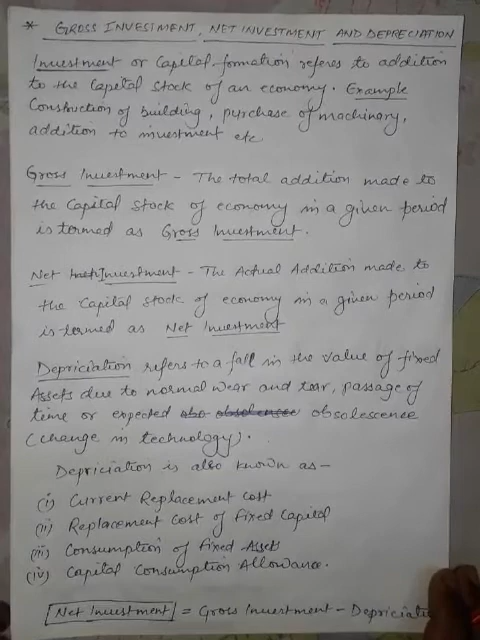 * GROSS INVESTMENT, NET INVESTMENT AND DEPRECIATION
Investment or Capital formation referes to addition
to the Capital Stock of an economy. Example
Construction of building, purchase of machinory,
addition to investment etc.
Gross Investment - The total addition made to
the Capital Stock of economy in a given period
is termed as Gross Investment.
Net Investment - The Actual Addition made to
the Capital stock of economy in a given period
is termed as Net Investment
Depriciation refers to a fall in the value of fixed
Assets due to normal wear and tear, passage of
time or expected obsolescence
(change in technology).
Depriciation is also known as -
(i) Current Replacement Cost
(ii) Replacement Cost of Fixed Capital
(iii) Consumption of Fixed Assets
(iv) Capital Consumption Allowance.
Net Investment = Gross Investment - Depriciati